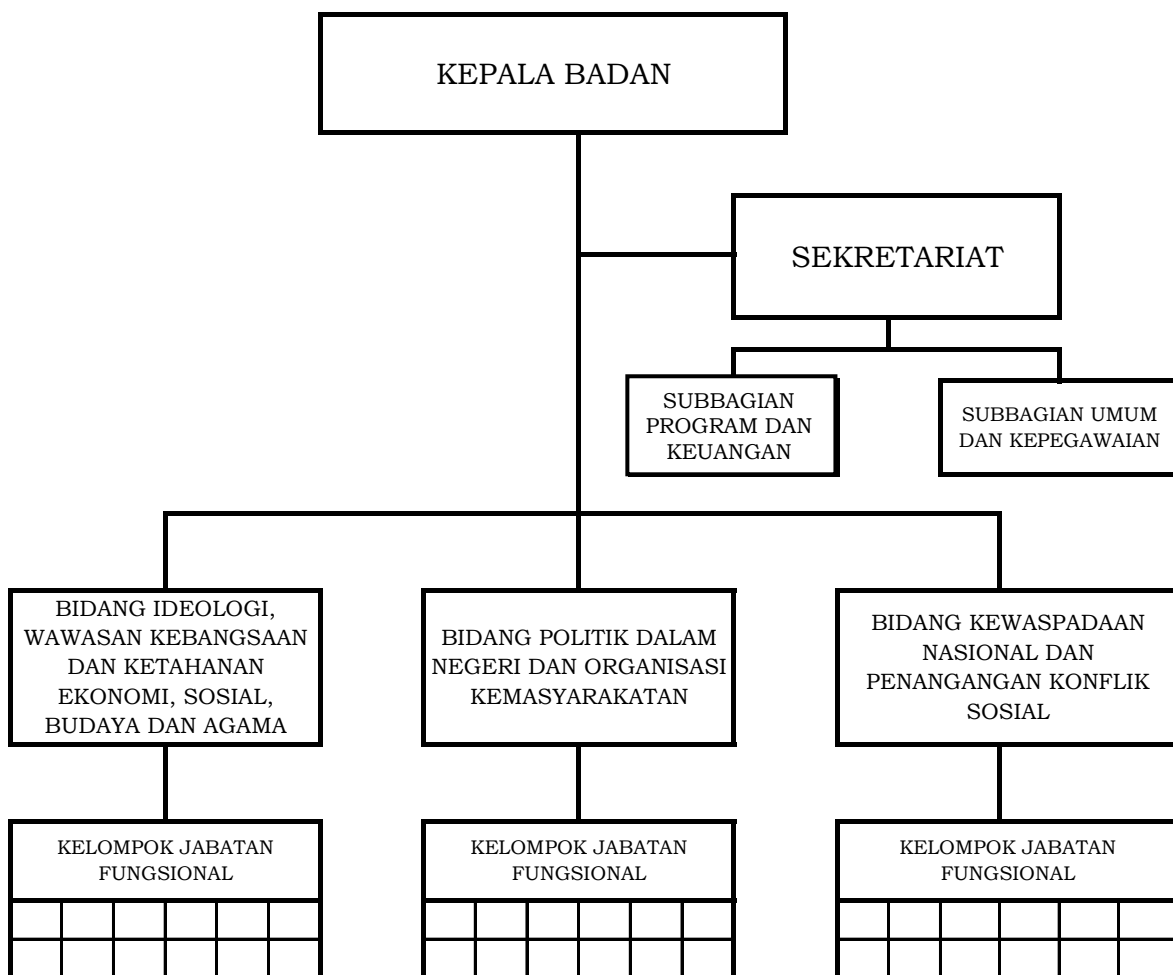 KEPALA BADAN
SEKRETARIAT
SUBBAGIAN
PROGRAM DAN
KEUANGAN
SUBBAGIAN UMUM
DAN KEPEGAWAIAN
BIDANG IDEOLOGI,
WAWASAN KEBANGSAAN
DAN KETAHANAN
EKONOMI, SOSIAL,
BUDAYA DAN AGAMA
BIDANG POLITIK DALAM
NEGERI DAN ORGANISASI
KEMASYARAKATAN
BIDANG KEWASPADAAN
NASIONAL DAN
PENANGANGAN KONFLIK
SOSIAL
KELOMPOK JABATAN
FUNGSIONAL
KELOMPOK JABATAN
FUNGSIONAL
KELOMPOK JABATAN
FUNGSIONAL